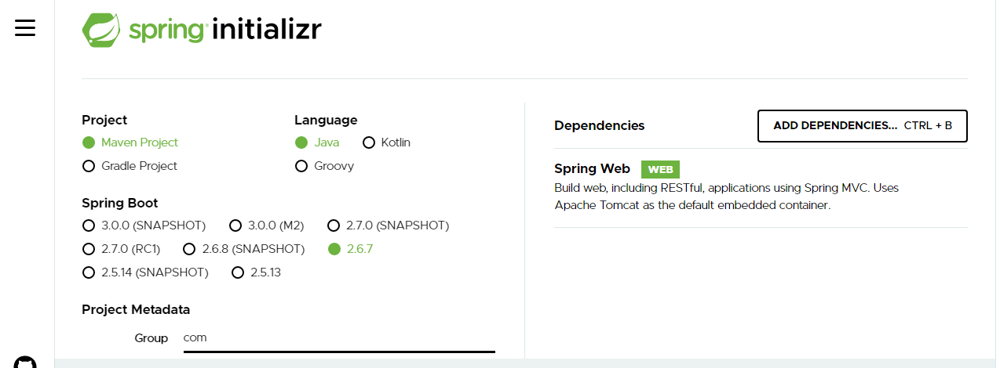 spring initializr
Project
Maven Project
Gradle Project
Language
Java Kotlin
Groovy
Spring Boot
3.0.0 (SNAPSHOT) 3.0.0 (M2) 2.7.0 (SNAPSHOT)
2.7.0 (RC1) 2.6.8 (SNAPSHOT) 2.6.7
2.5.14 (SNAPSHOT) 2.5.13
Project Metadata
Group com
Dependencies
ADD DEPENDENCIES... CTRL + B
Spring Web WEB
Build web, including RESTful, applications using Spring MVC. Uses
Apache Tomcat as the default embedded container.